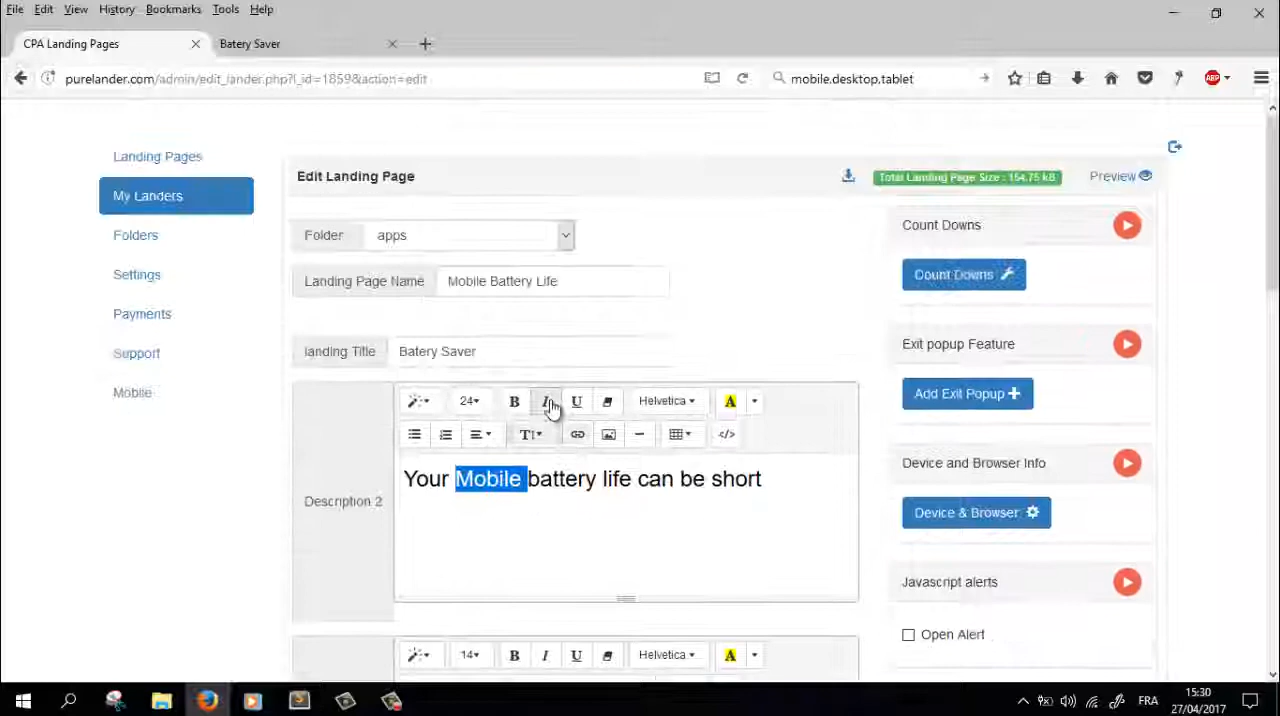 File Edit View History Bookmarks Tools Help
CPA Landing Pages
Batery Saver
purelander.com/admin/edit_lander.php?l_id=1859&action=edit
mobile.desktop.tablet
ABP
Landing Pages
My Landers
Folders
Settings
Payments
Support
Mobile
Edit Landing Page
Total Landing Page Size : 154.75 kB
Preview
Folder apps
Landing Page Name Mobile Battery Life
landing Title Batery Saver
Description 2
24 B I U Helvetica A
T
</>
Your Mobile battery life can be short
14 B I U Helvetica A
Count Downs
Count Downs
Exit popup Feature
Add Exit Popup
Device and Browser Info
Device & Browser
Javascript alerts
Open Alert
FRA
15:30
27/04/2017